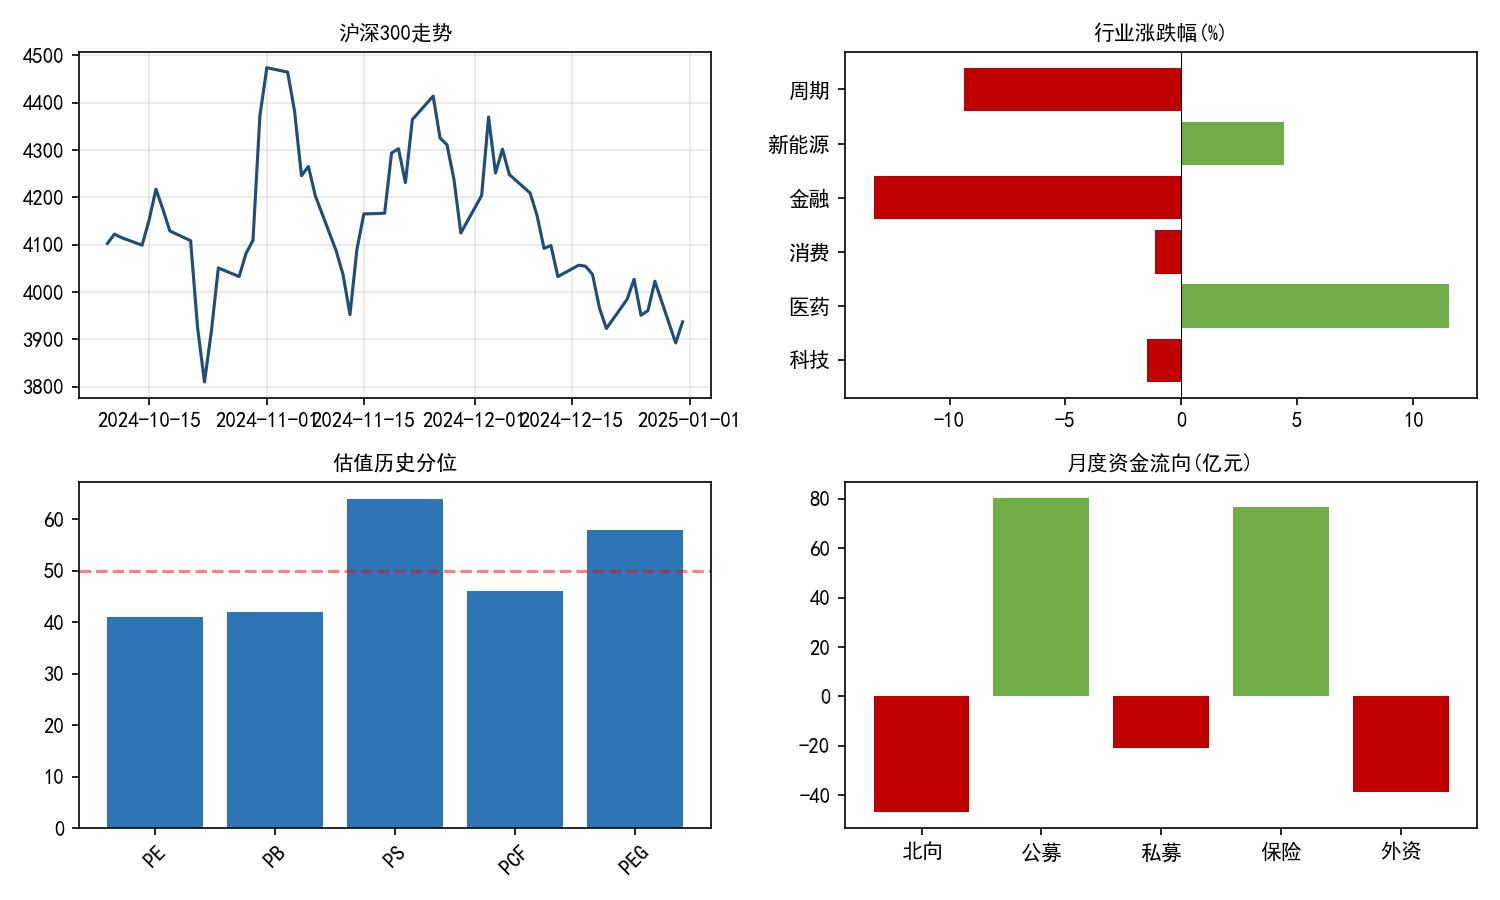 沪深300走势
4500
4400
4300
4200
4100
4000
3900
3800
2024-10-15 2024-11-01 2024-11-15 2024-12-01 2024-12-15 2025-01-01
行业涨跌幅(%)
周期
新能源
金融
消费
医药
科技
−10 −5 0 5 10
估值历史分位
60
50
40
30
20
10
0
PE PB PS PCF PEG
月度资金流向(亿元)
80
60
40
20
0
−20
−40
北向 公募 私募 保险 外资